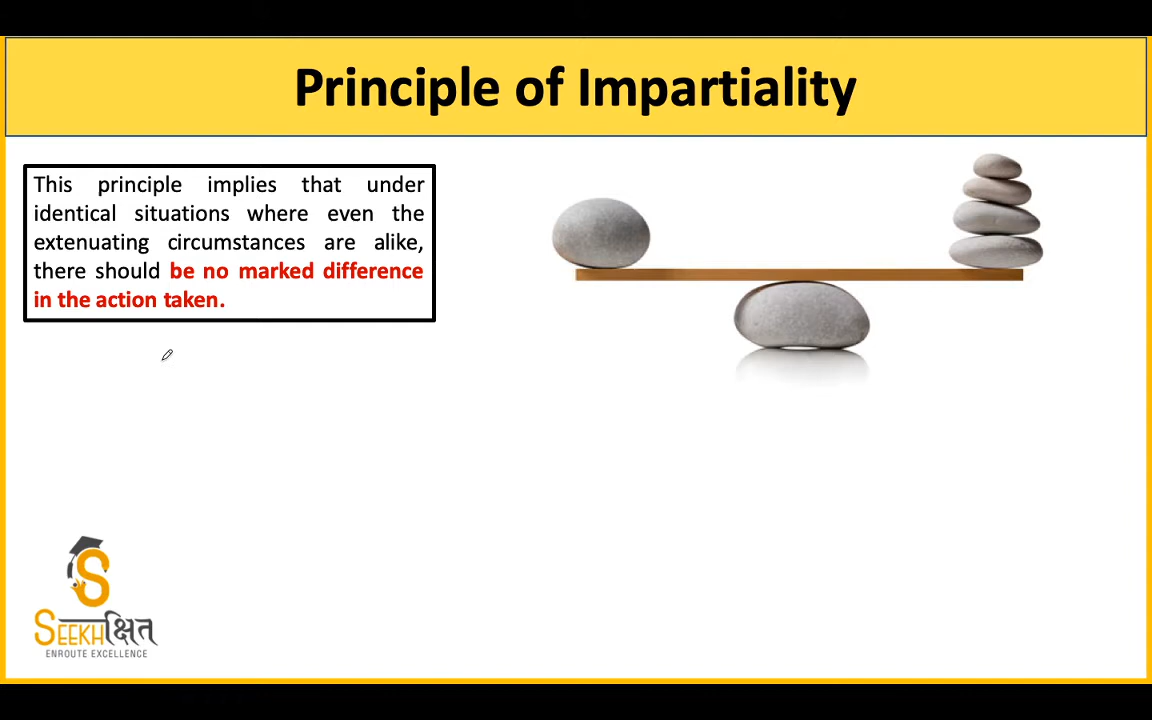 Principle of Impartiality
This principle implies that under
identical situations where even the
extenuating circumstances are alike,
there should be no marked difference
in the action taken.
SEEKHक्षित
ENROUTE EXCELLENCE